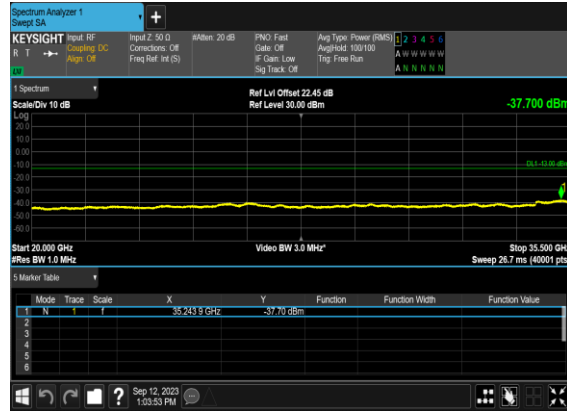 Spectrum Analyzer 1
Swept SA
+
KEYSIGHT Input: RF Input Z: 50 Ω #Atten: 20 dB PNO: Fast Avg Type: Power (RMS) 1 2 3 4 5 6
R T Coupling: DC Corrections: Off Gate: Off Avg|Hold: 100/100 A W W W W W
Align: Off Freq Ref: Int (S) IF Gain: Low Trig: Free Run
Sig Track: Off A N N N N N
1 Spectrum
Scale/Div 10 dB Ref Lvl Offset 22.45 dB
Ref Level 30.00 dBm -37.700 dBm
Log
20.0
10.0
0.00
-10.0 DL1 -13.00 dBm
-20.0
-30.0
-40.0
-50.0
-60.0
Start 20.000 GHz Video BW 3.0 MHz* Stop 35.500 GHz
#Res BW 1.0 MHz Sweep 26.7 ms (40001 pts)
5 Marker Table
Mode Trace Scale X Y Function Function Width Function Value
1 N 1 f 35.243 9 GHz -37.70 dBm
2
3
4
5
6
? Sep 12, 2023
1:03:53 PM